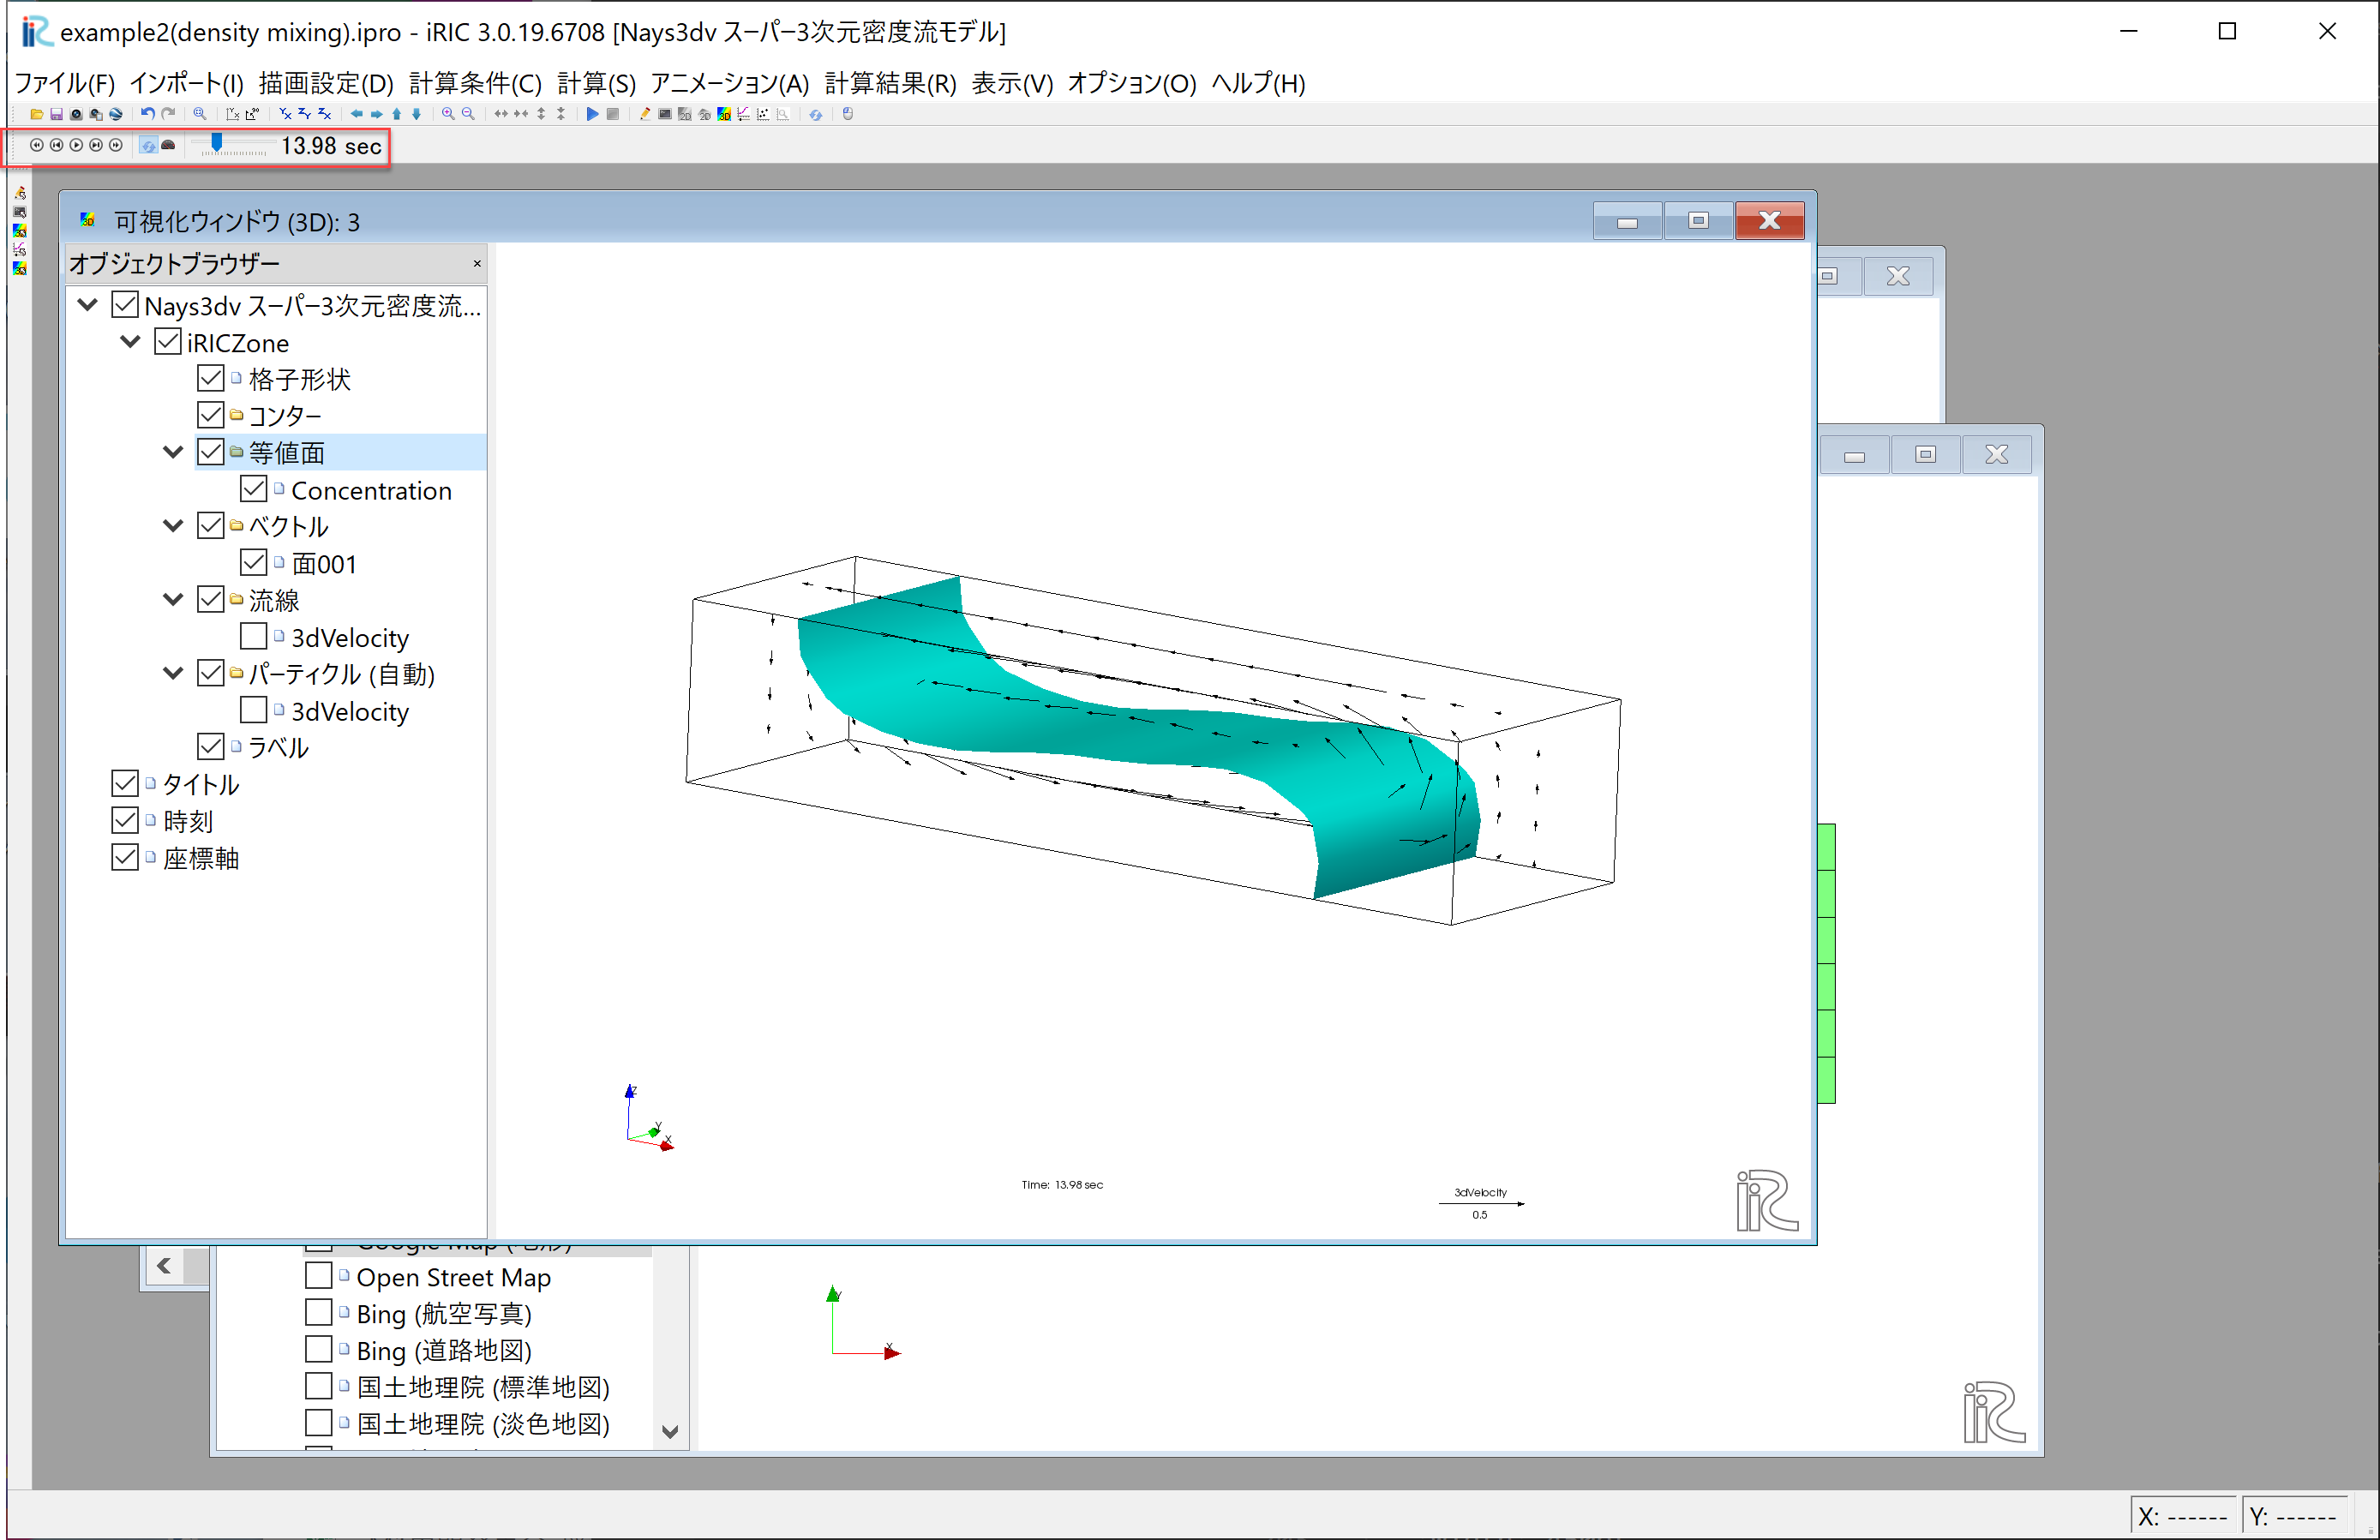 example2(density mixing).ipro - iRIC 3.0.19.6708 [Nays3dv スーパー3次元密度流モデル]
ファイル(F) インポート(I) 描画設定(D) 計算条件(C) 計算(S) アニメーション(A) 計算結果(R) 表示(V) オプション(O) ヘルプ(H)
13.98 sec
可視化ウィンドウ (3D): 3
オブジェクトブラウザー
Nays3dv スーパー3次元密度流...
iRICZone
格子形状
コンター
等値面
Concentration
ベクトル
面001
流線
3dVelocity
パーティクル (自動)
3dVelocity
ラベル
タイトル
時刻
座標軸
Z
Y
X
Time: 13.98 sec
3dVelocity
0.5
iRIC
Google Map (地形)
Open Street Map
Bing (航空写真)
Bing (道路地図)
国土地理院 (標準地図)
国土地理院 (淡色地図)
Y
X
iRIC
X: ------ Y: ------